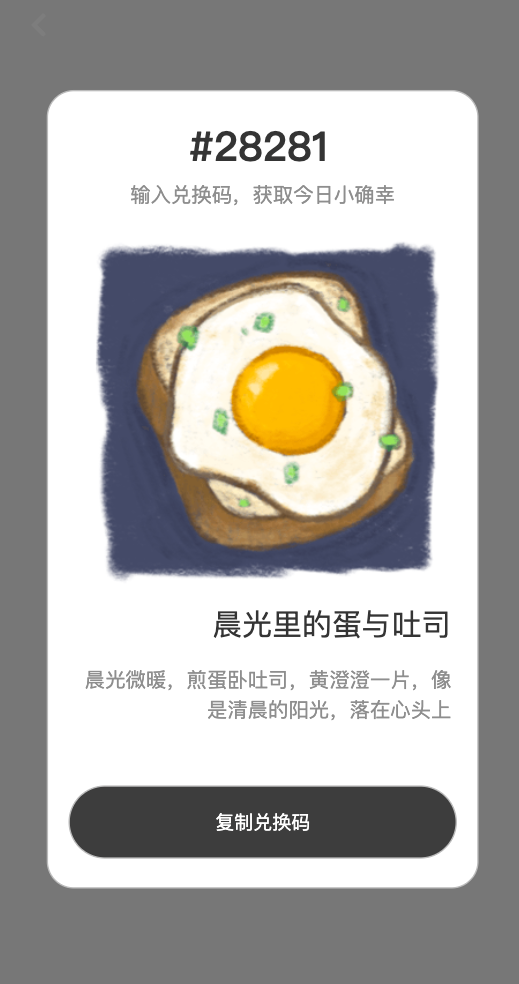 #28281
输入兑换码，获取今日小确幸
晨光里的蛋与吐司
晨光微暖，煎蛋卧吐司，黄澄澄一片，像
是清晨的阳光，落在心头上
复制兑换码